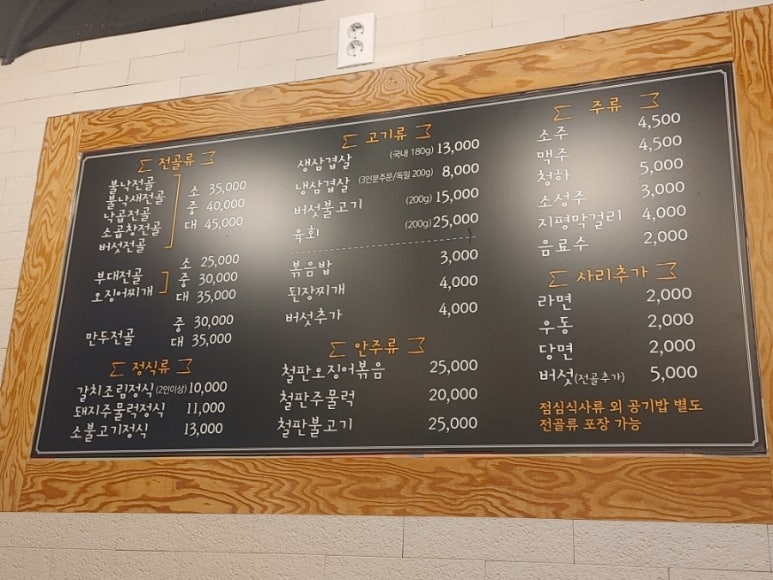 전골류
불낙전골
불낙새전골
낙곱전골
소곱창전골
버섯전골
소 35,000
중 40,000
대 45,000
부대전골
오징어찌개
소 25,000
중 30,000
대 35,000
만두전골
중 30,000
대 35,000
정식류
갈치조림정식 (2인이상) 10,000
돼지주물럭정식 11,000
소불고기정식 13,000
고기류
생삼겹살 (국내 180g) 13,000
냉삼겹살 (3인분주문/독일 200g) 8,000
버섯불고기 (200g) 15,000
육회 (200g) 25,000
볶음밥 3,000
된장찌개 4,000
버섯추가 4,000
안주류
철판오징어볶음 25,000
철판주물럭 20,000
철판불고기 25,000
주류
소주 4,500
맥주 4,500
청하 5,000
소성주 3,000
지평막걸리 4,000
음료수 2,000
사리추가
라면 2,000
우동 2,000
당면 2,000
버섯(전골추가) 5,000
점심식사류 외 공기밥 별도
전골류 포장 가능